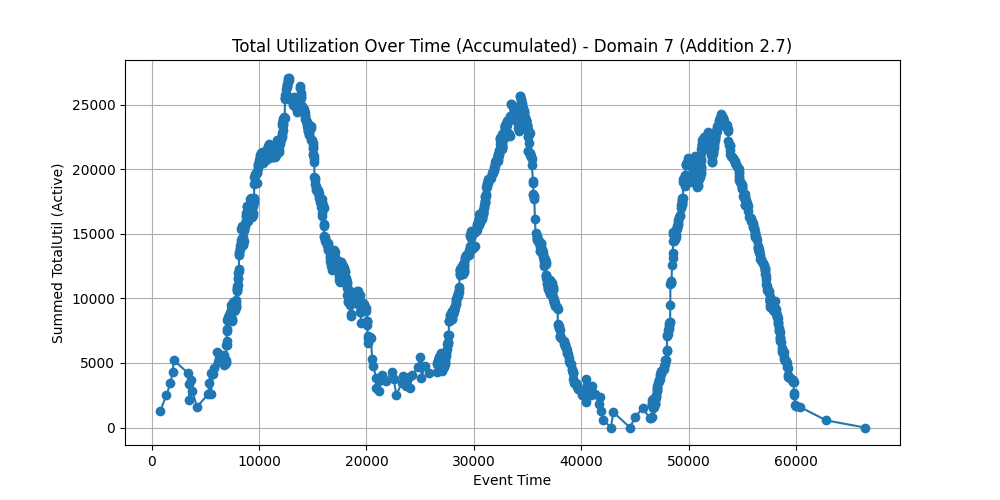 Total Utilization Over Time (Accumulated) - Domain 7 (Addition 2.7)
Summed TotalUtil (Active)
25000
20000
15000
10000
5000
0
0 10000 20000 30000 40000 50000 60000
Event Time